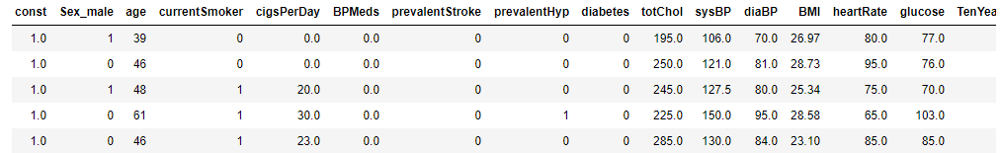 const Sex_male age currentSmoker cigsPerDay BPMeds prevalentStroke prevalentHyp diabetes totChol sysBP diaBP BMI heartRate glucose TenYea
1.0 1 39 0 0.0 0.0 0 0 0 195.0 106.0 70.0 26.97 80.0 77.0
1.0 0 46 0 0.0 0.0 0 0 0 250.0 121.0 81.0 28.73 95.0 76.0
1.0 1 48 1 20.0 0.0 0 0 0 245.0 127.5 80.0 25.34 75.0 70.0
1.0 0 61 1 30.0 0.0 0 1 0 225.0 150.0 95.0 28.58 65.0 103.0
1.0 0 46 1 23.0 0.0 0 0 0 285.0 130.0 84.0 23.10 85.0 85.0